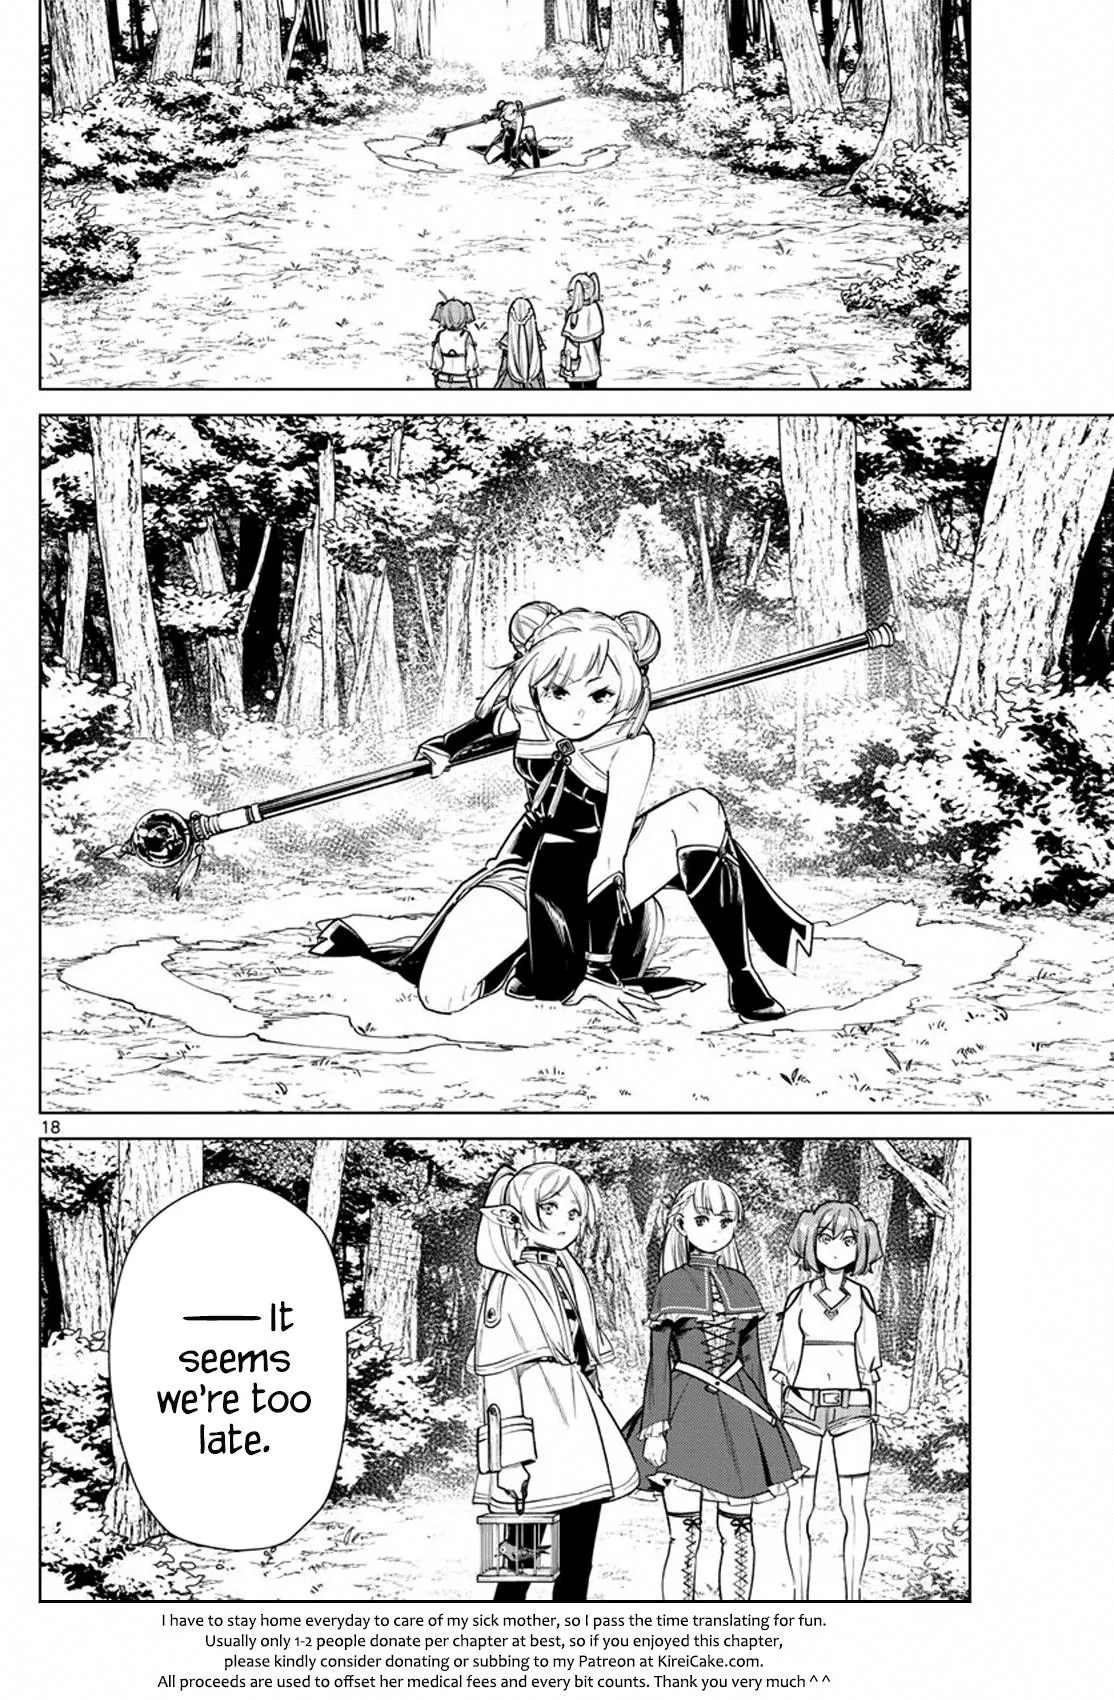 18
—— It
seems
we're too
late.
I have to stay home everyday to care of my sick mother, so I pass the time translating for fun.
Usually only 1-2 people donate per chapter at best, so if you enjoyed this chapter,
please kindly consider donating or subbing to my Patreon at KireiCake.com.
All proceeds are used to offset her medical fees and every bit counts. Thank you very much ^ ^